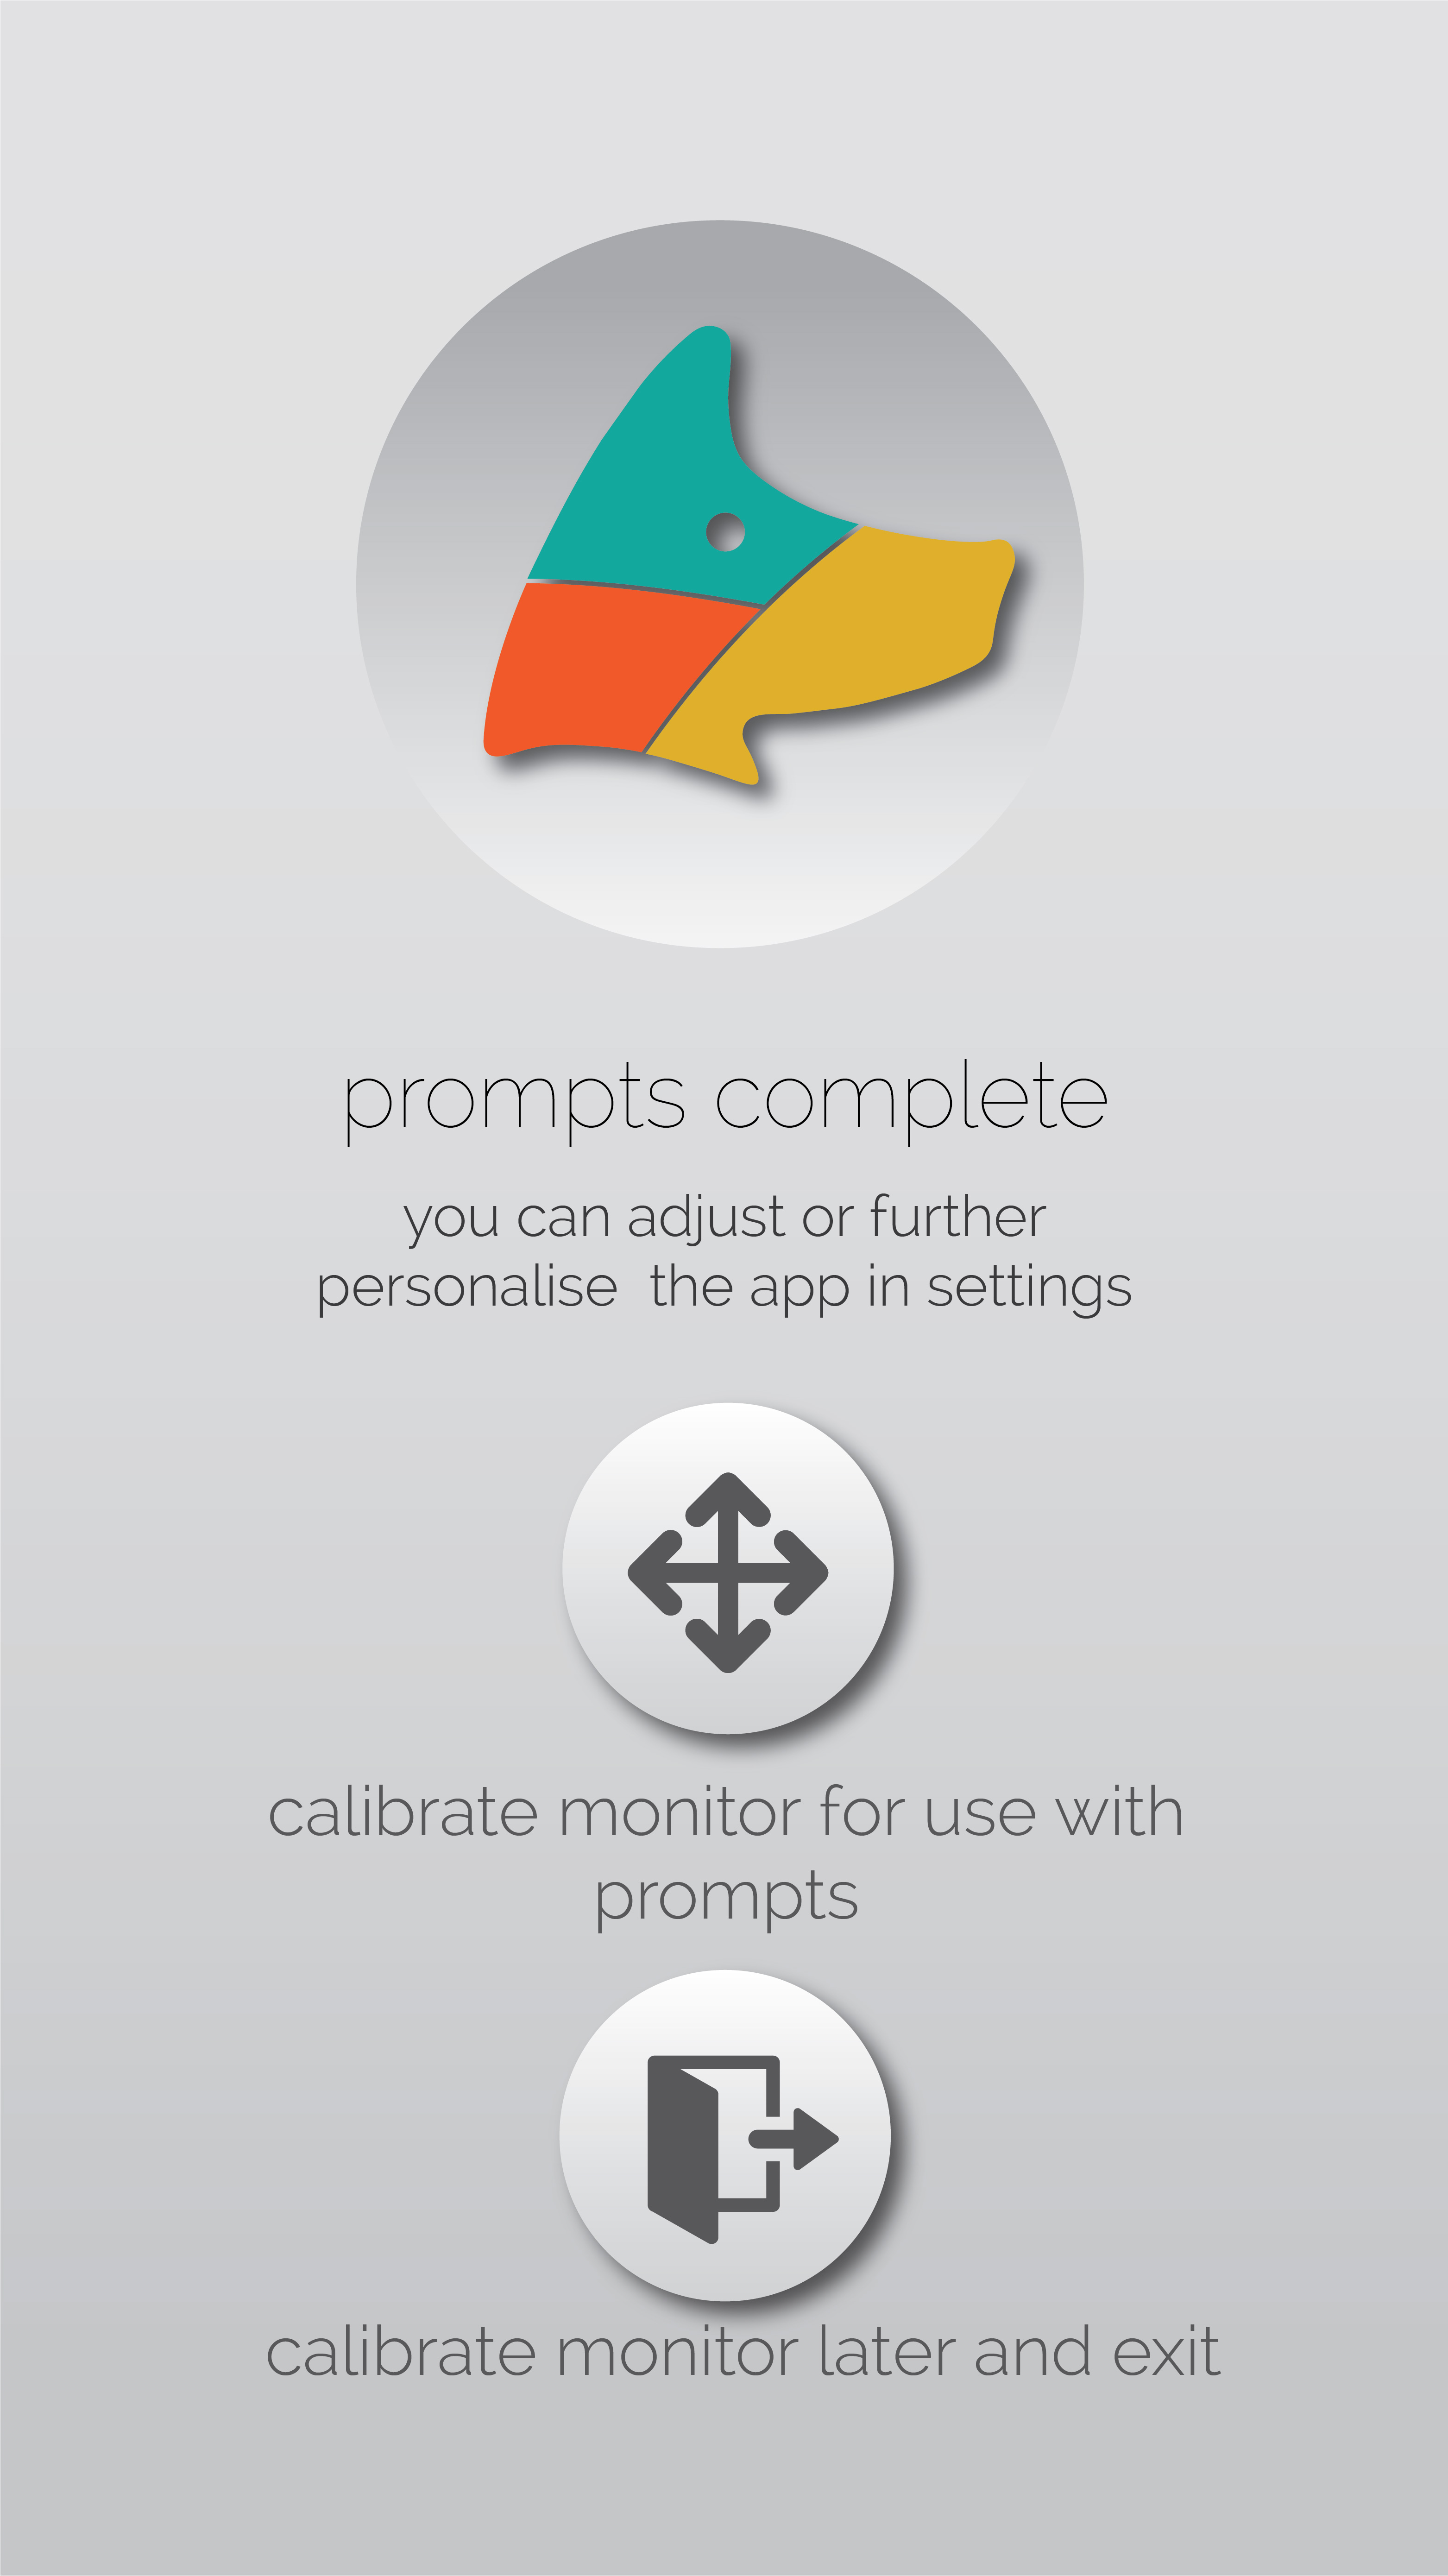 prompts complete
you can adjust or further
personalise  the app in settings
calibrate monitor for use with
prompts
calibrate monitor later and exit